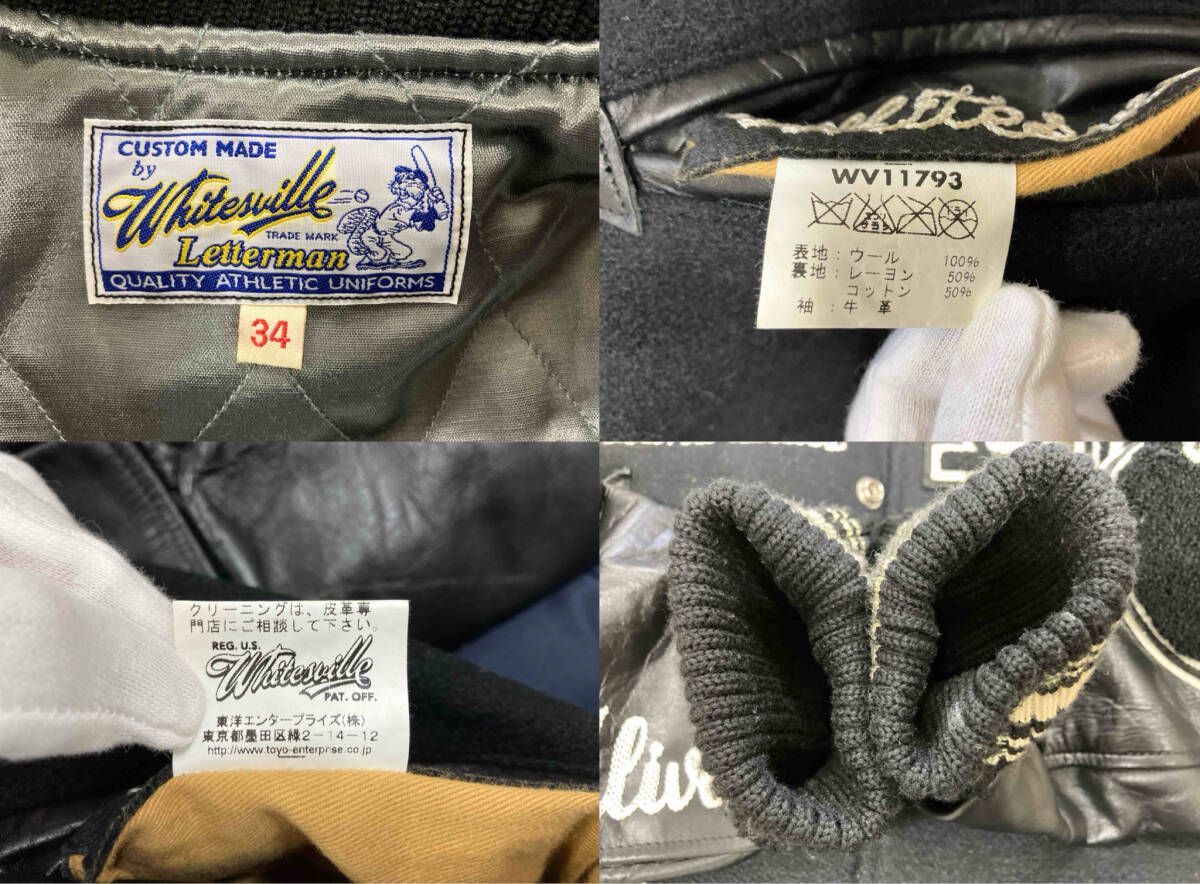 CUSTOM MADE
by
Whitesville
TRADE MARK
Letterman
QUALITY ATHLETIC UNIFORMS
34
WV11793
表地：ウール 100%
裏地：レーヨン 50%
コットン 50%
袖：牛革
クリーニングは、皮革専
門店にご相談して下さい。
REG. U.S.
Whitesville
PAT. OFF.
東洋エンタープライズ(株)
東京都墨田区緑2-14-12
http://www.toyo-enterprise.co.jp